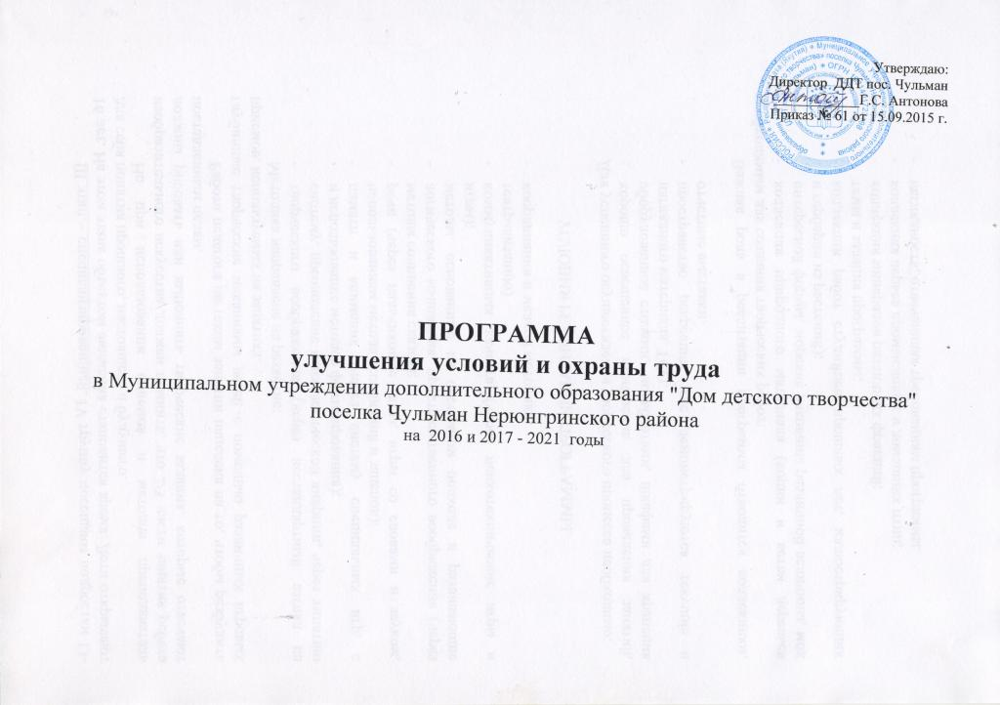 Утверждаю:
Директор ДДТ пос. Чульман
Г.С. Антонова
Приказ № 61 от 15.09.2015 г.
ПРОГРАММА
улучшения условий и охраны труда
в Муниципальном учреждении дополнительного образования "Дом детского творчества"
поселка Чульман Нерюнгринского района
на 2016 и 2017 - 2021 годы